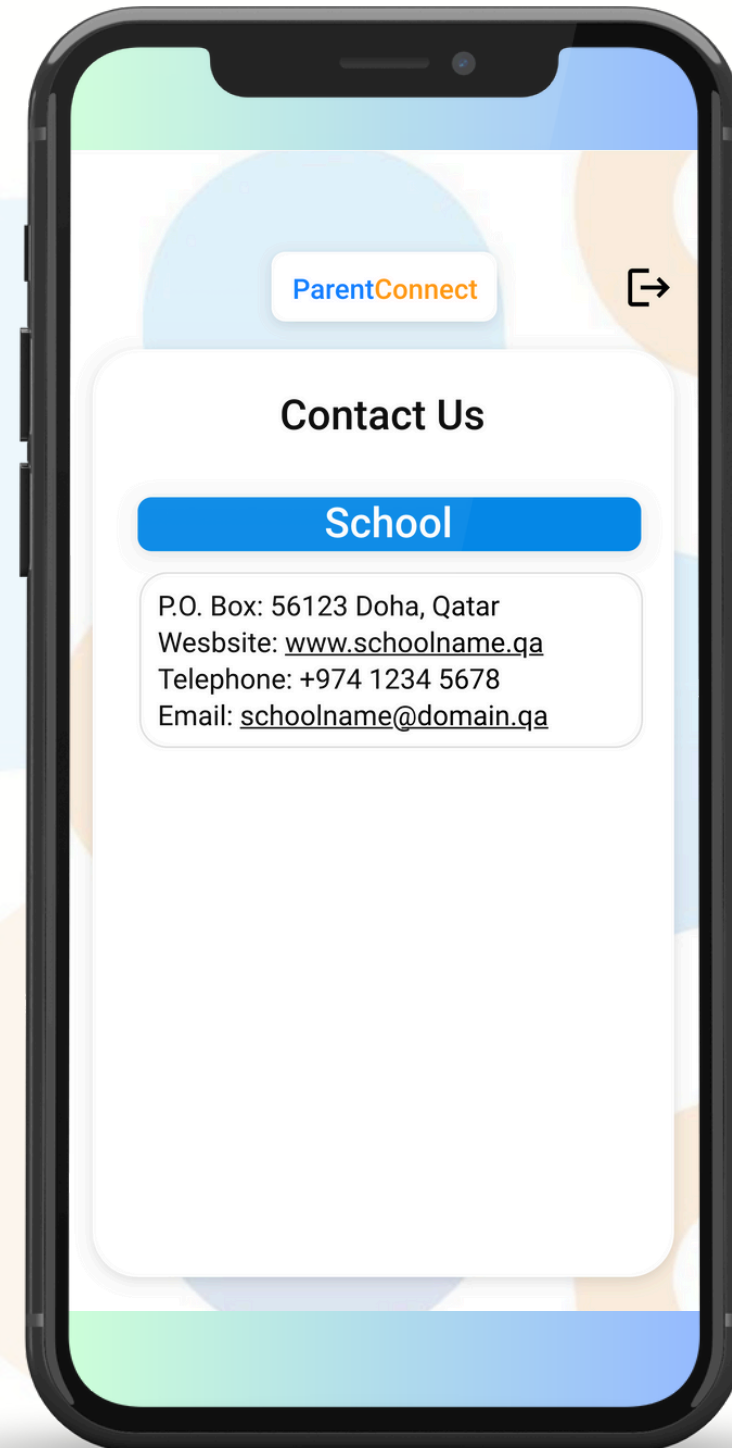 ParentConnect
Contact Us
School
P.O. Box: 56123 Doha, Qatar
Wesbsite: www.schoolname.qa
Telephone: +974 1234 5678
Email: schoolname@domain.qa